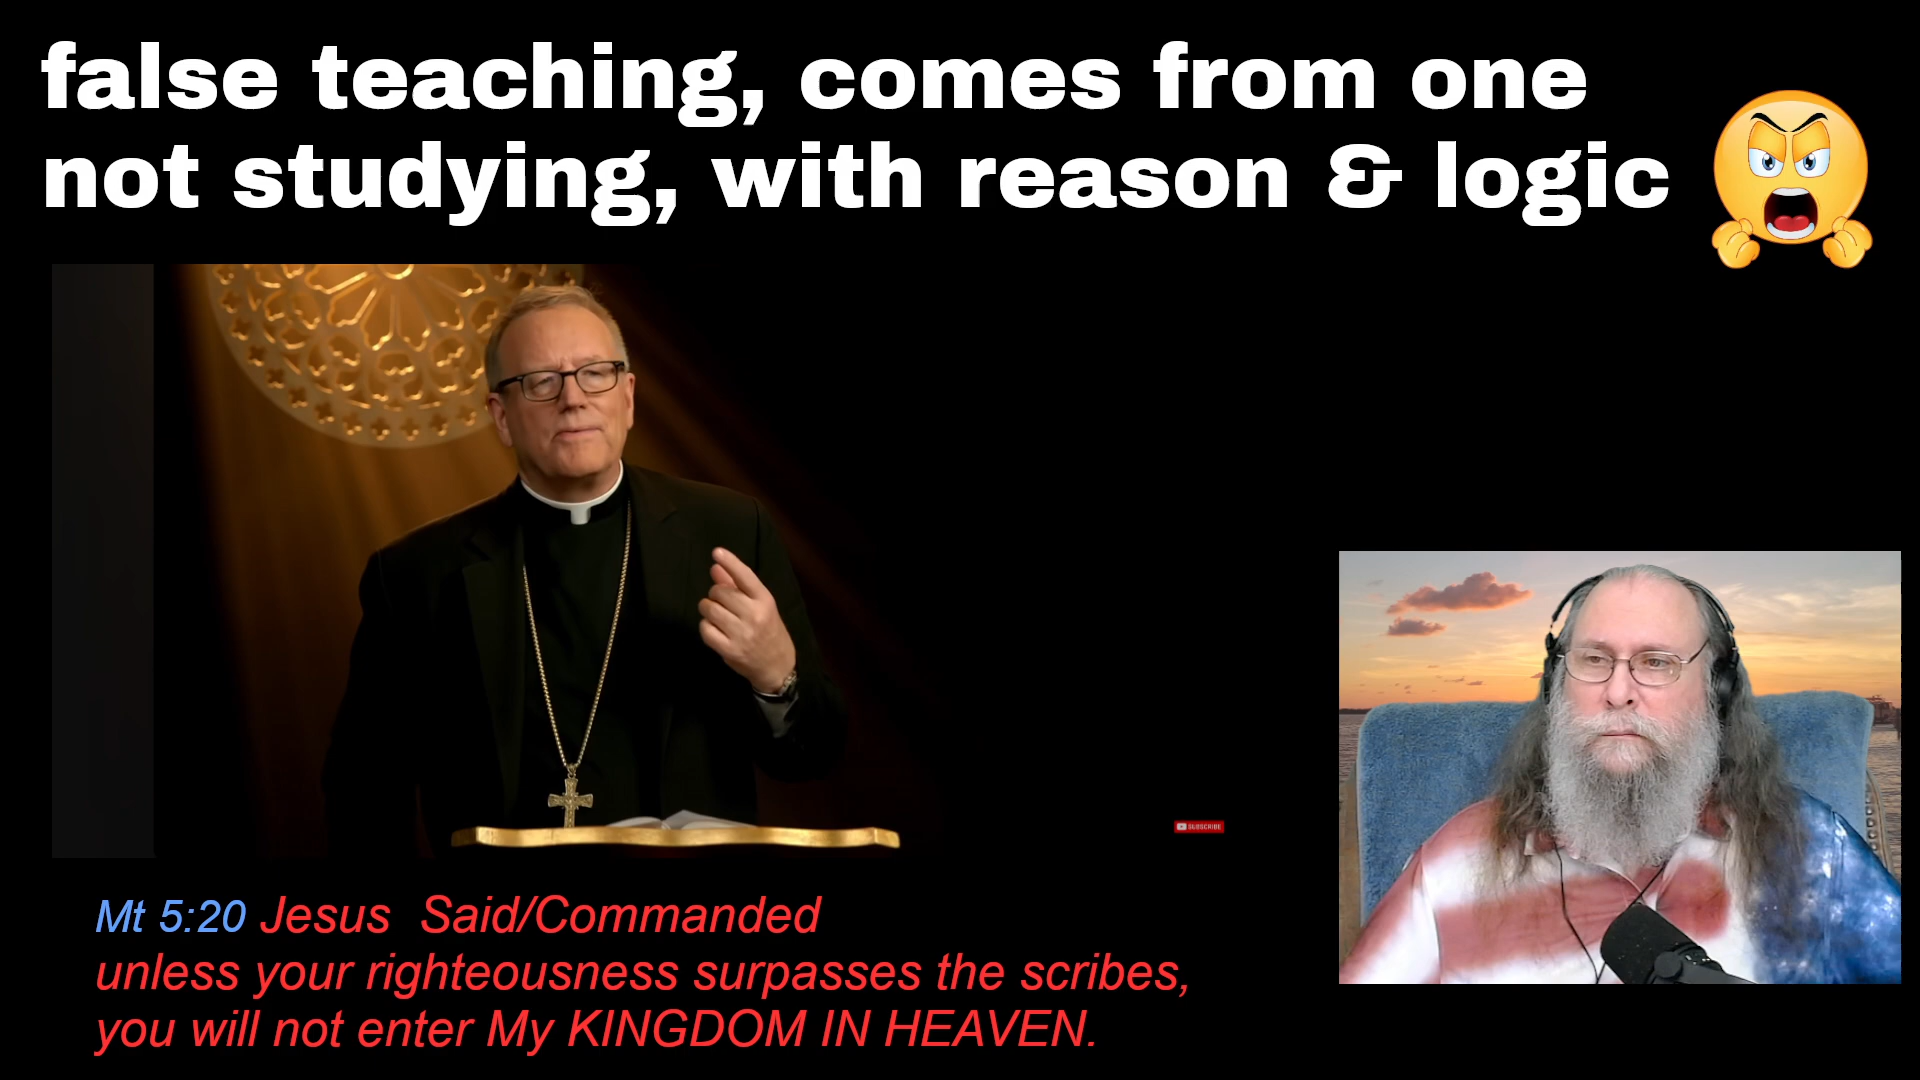 false teaching, comes from one
not studying, with reason & logic
SUBSCRIBE
Mt 5:20 Jesus  Said/Commanded
unless your righteousness surpasses the scribes,
you will not enter My KINGDOM IN HEAVEN.